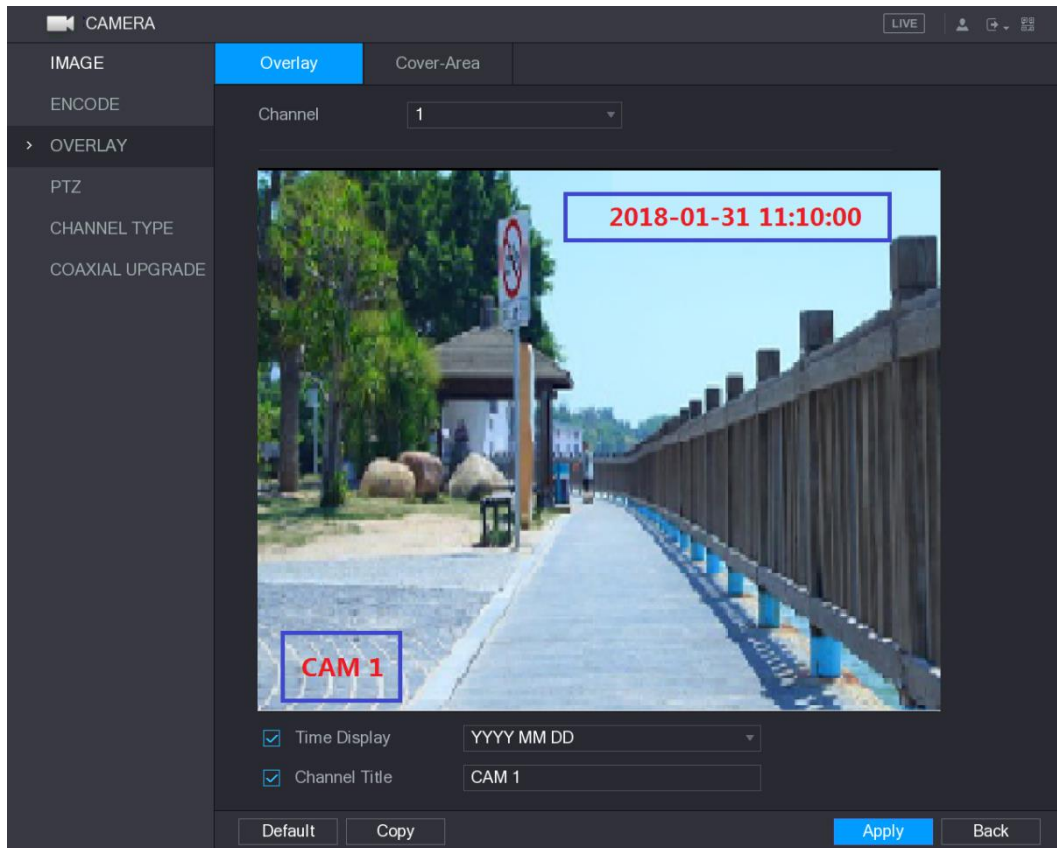 CAMERA
LIVE
IMAGE
ENCODE
OVERLAY
PTZ
CHANNEL TYPE
COAXIAL UPGRADE
Overlay Cover-Area
Channel 1
2018-01-31 11:10:00
CAM 1
Time Display YYYY MM DD
Channel Title CAM 1
Default Copy Apply Back